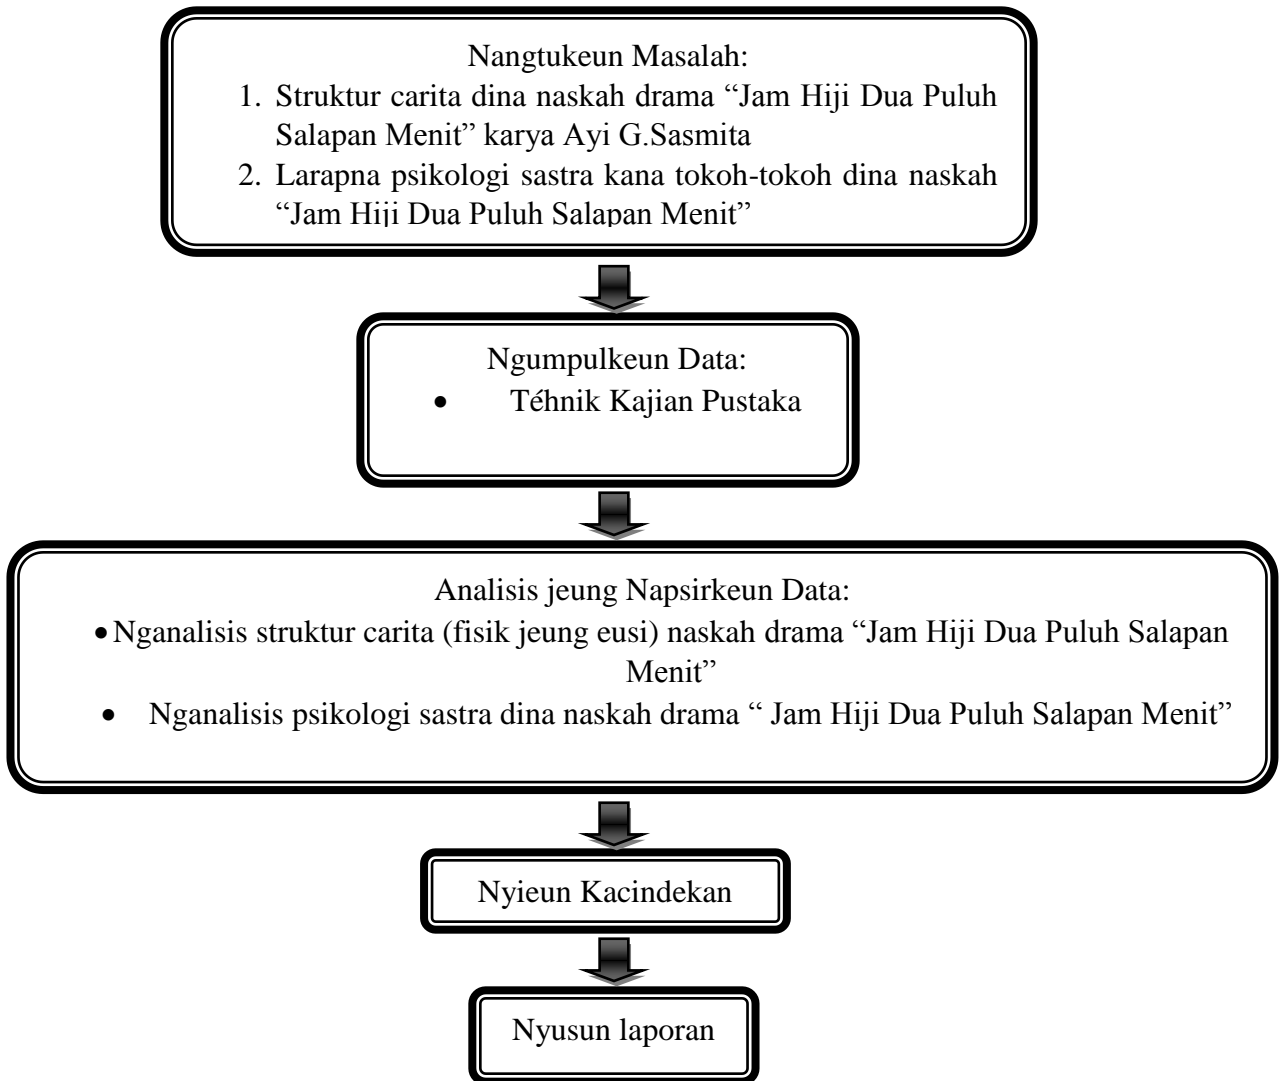 Nangtukeun Masalah:
1. Struktur carita dina naskah drama “Jam Hiji Dua Puluh
Salapan Menit” karya Ayi G.Sasmita
2. Larapna psikologi sastra kana tokoh-tokoh dina naskah
“Jam Hiji Dua Puluh Salapan Menit”
Ngumpulkeun Data:
• Téhnik Kajian Pustaka
Analisis jeung Napsirkeun Data:
• Nganalisis struktur carita (fisik jeung eusi) naskah drama “Jam Hiji Dua Puluh Salapan
Menit”
• Nganalisis psikologi sastra dina naskah drama “ Jam Hiji Dua Puluh Salapan Menit”
Nyieun Kacindekan
Nyusun laporan